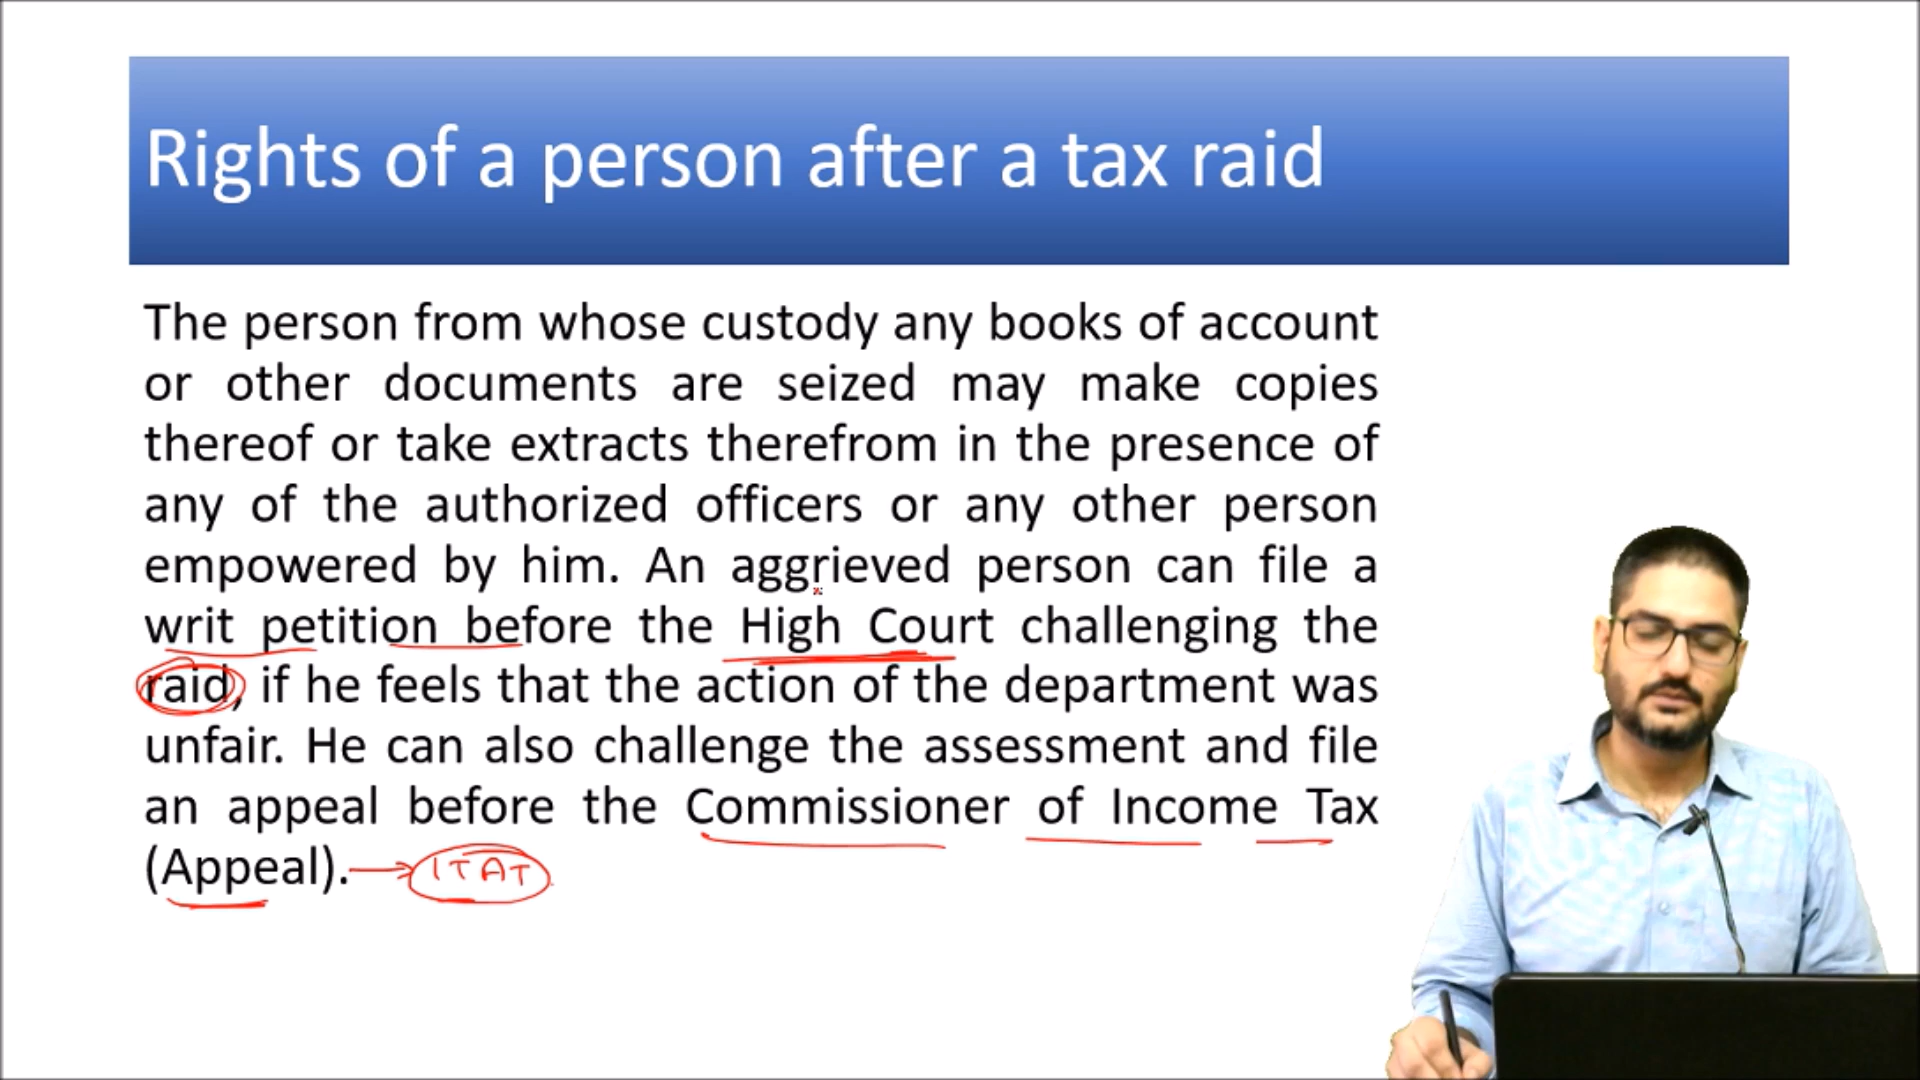 Rights of a person after a tax raid
The person from whose custody any books of account
or other documents are seized may make copies
thereof or take extracts therefrom in the presence of
any of the authorized officers or any other person
empowered by him. An aggrieved person can file a
writ petition before the High Court challenging the
raid, if he feels that the action of the department was
unfair. He can also challenge the assessment and file
an appeal before the Commissioner of Income Tax
(Appeal). ITAT